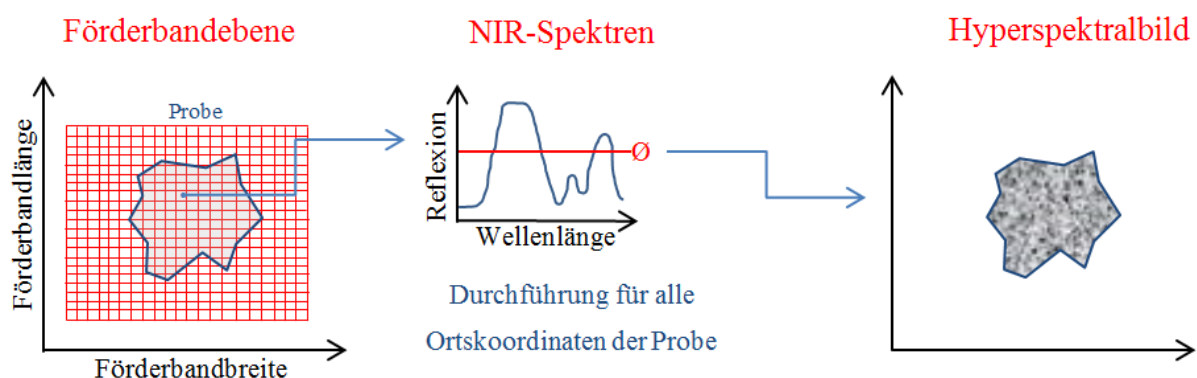 Förderbandebene
NIR-Spektren
Hyperspektralbild
Probe
Förderbandlänge
Förderbandbreite
Reflexion
Ø
Wellenlänge
Durchführung für alle
Ortskoordinaten der Probe